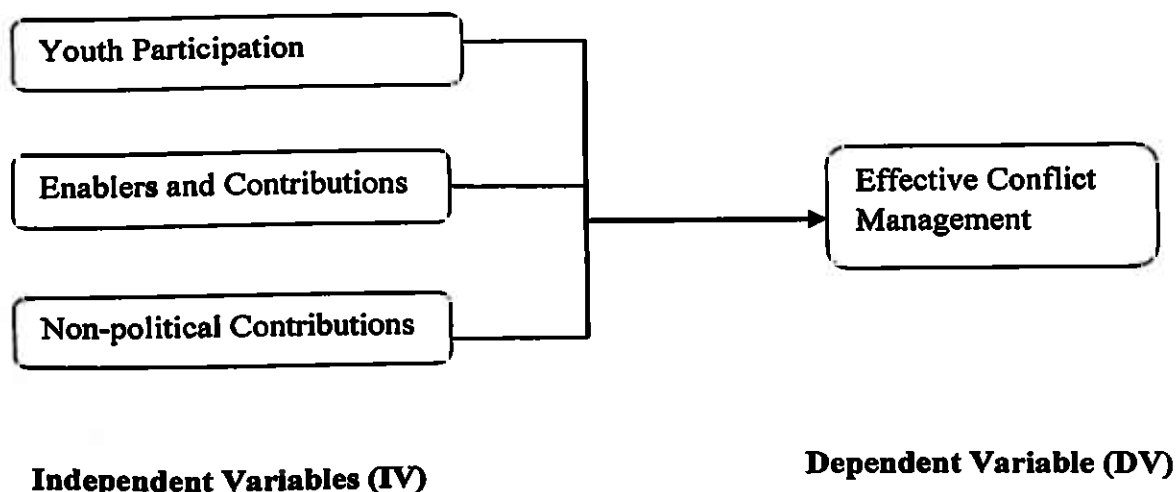 Youth Participation
Enablers and Contributions
Effective Conflict
Management
Non-political Contributions
Independent Variables (IV)
Dependent Variable (DV)